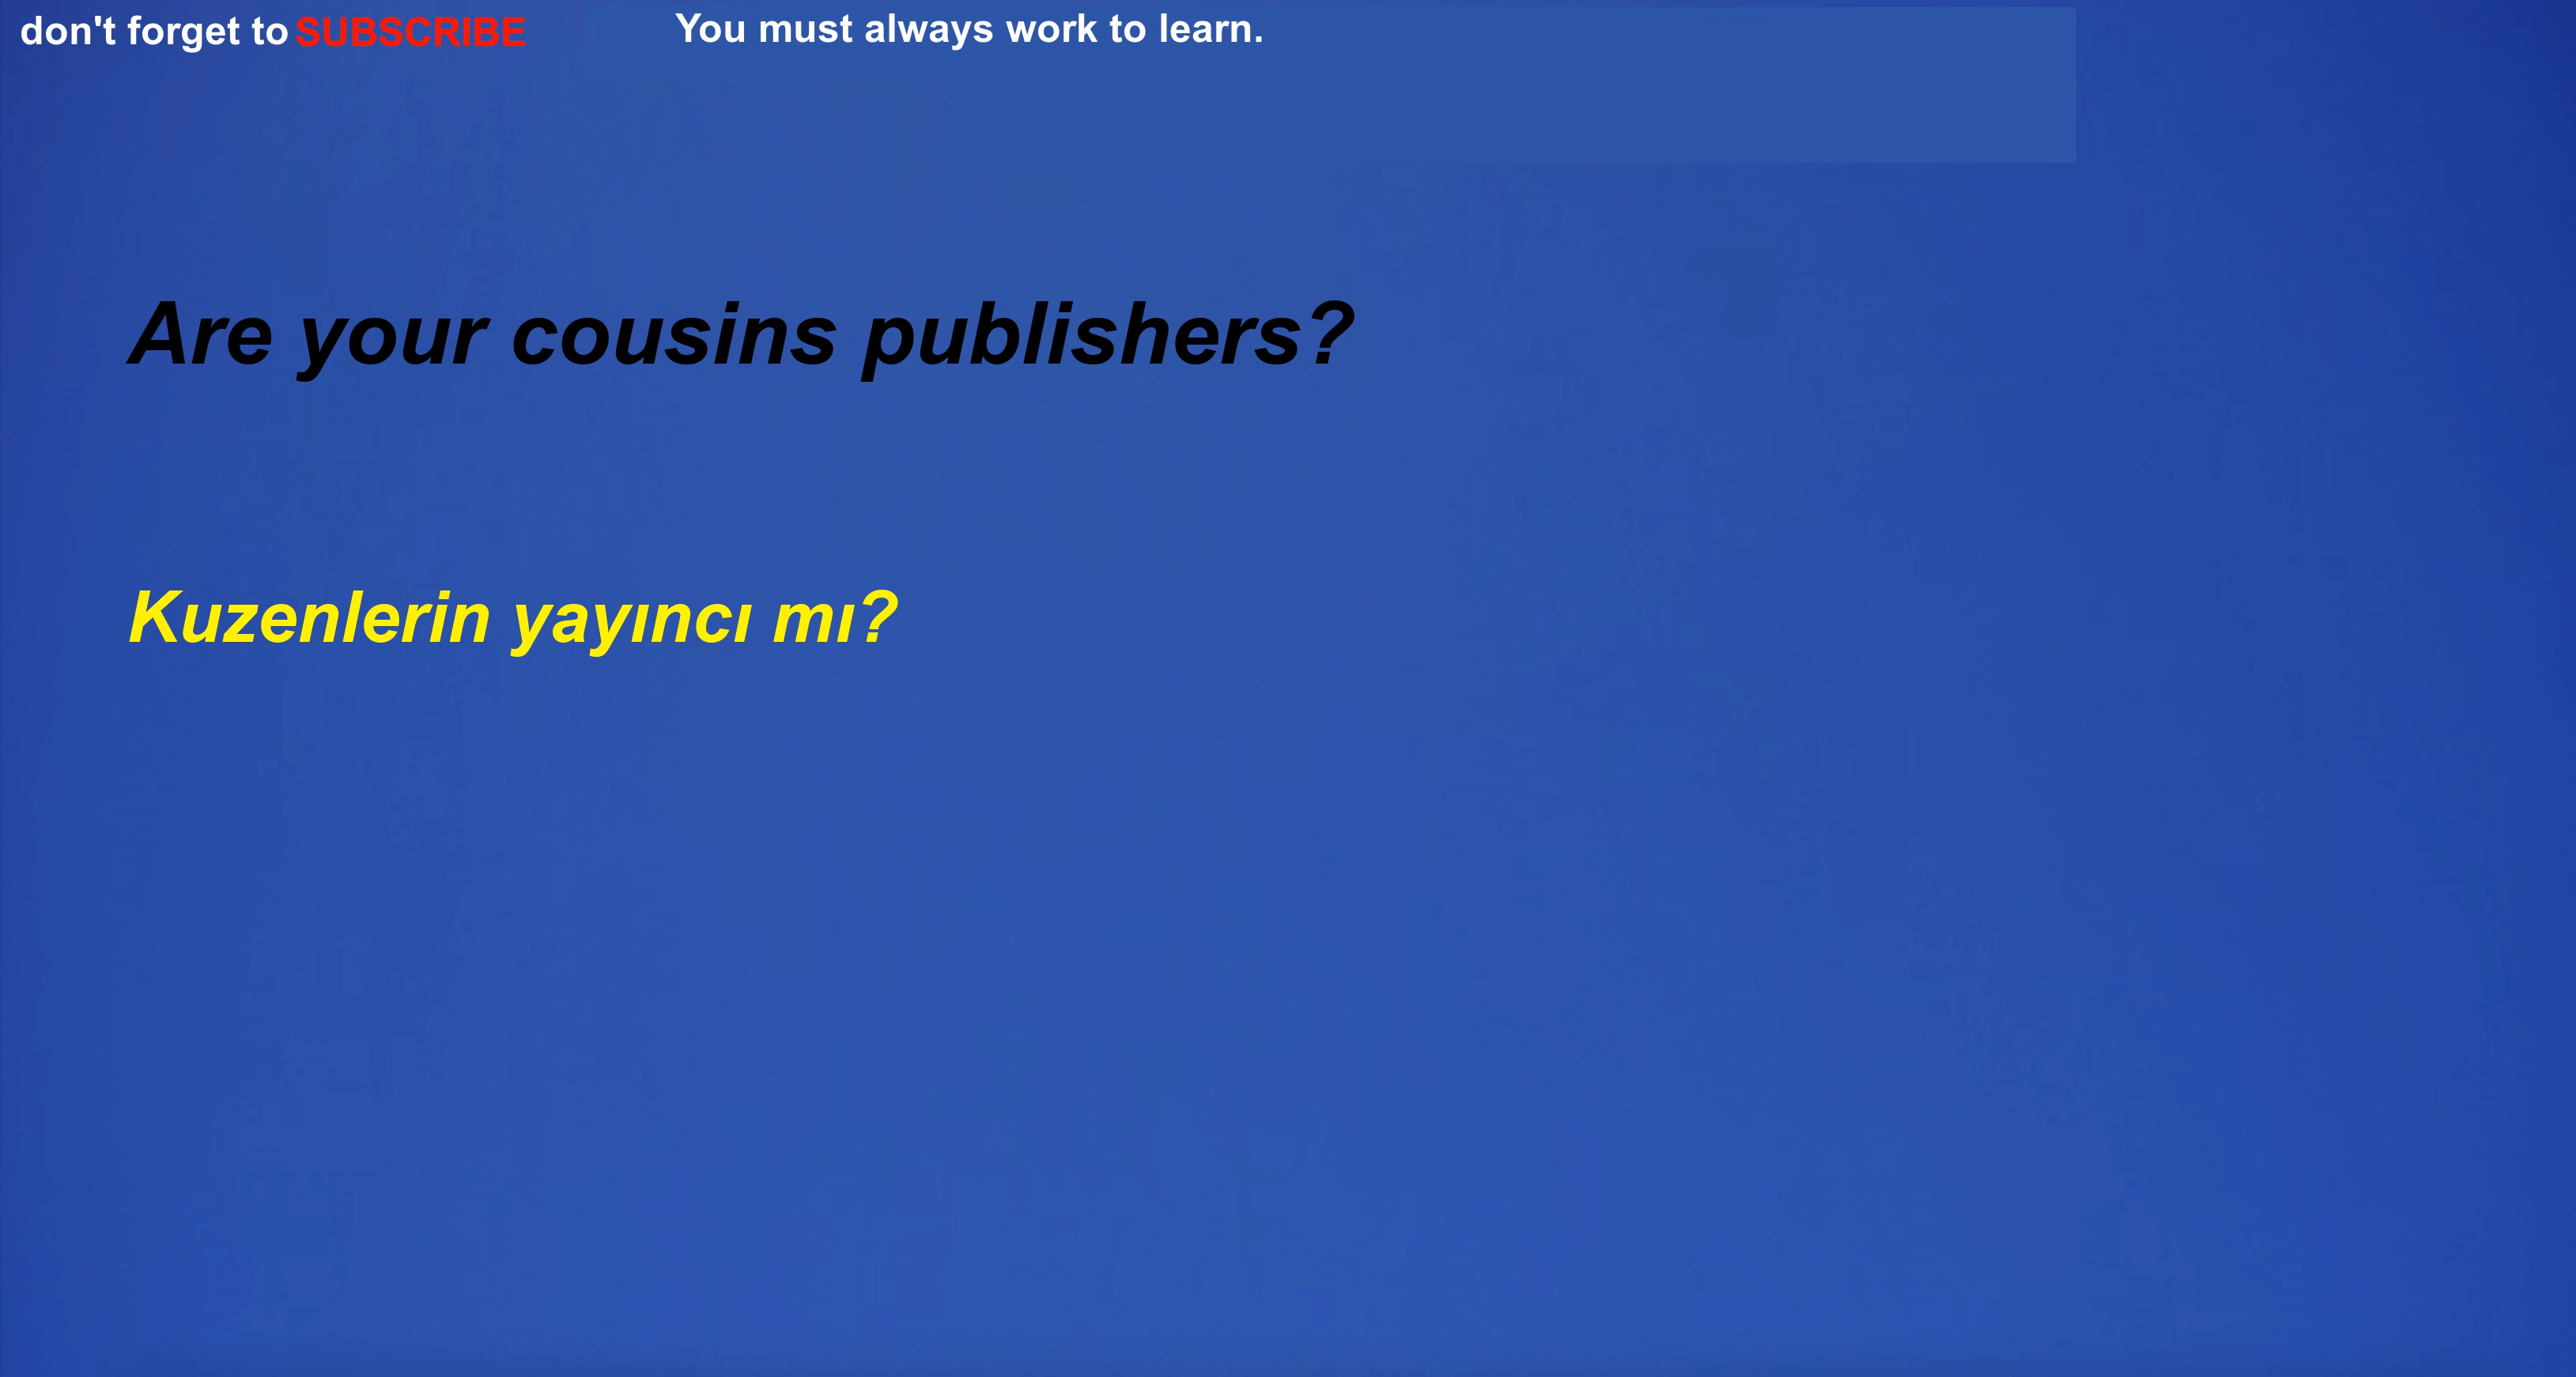 don't forget to SUBSCRIBE You must always work to learn.
Are your cousins publishers?
Kuzenlerin yayıncı mı?